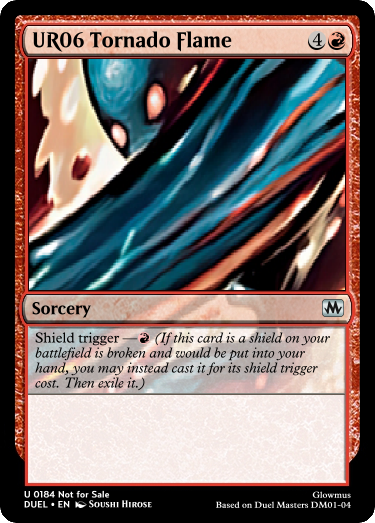 UR06 Tornado Flame 4
Sorcery
Shield trigger — (If this card is a shield on your
battlefield is broken and would be put into your
hand, you may instead cast it for its shield trigger
cost. Then exile it.)
U 0184 Not for Sale
Glowmus
DUEL • EN Soushi Hirose
Based on Duel Masters DM01-04